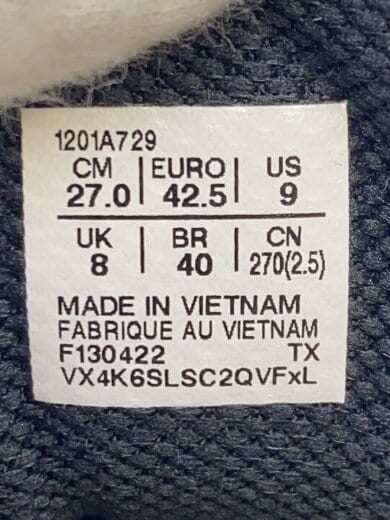 1201A729
CM | EURO | US
27.0 | 42.5 | 9
UK | BR | CN
8 | 40 | 270(2.5)
MADE IN VIETNAM
FABRIQUE AU VIETNAM
F130422 TX
VX4K6SLSC2QVFxL